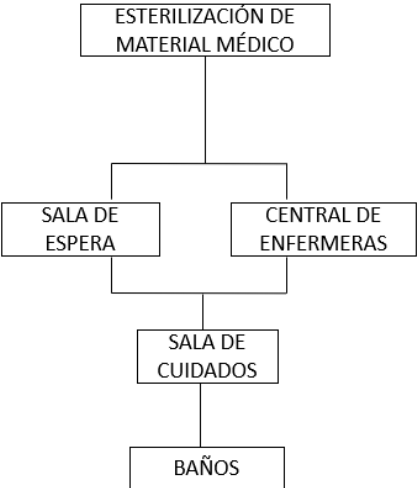 ESTERILIZACIÓN DE
MATERIAL MÉDICO
SALA DE
ESPERA
CENTRAL DE
ENFERMERAS
SALA DE
CUIDADOS
BAÑOS